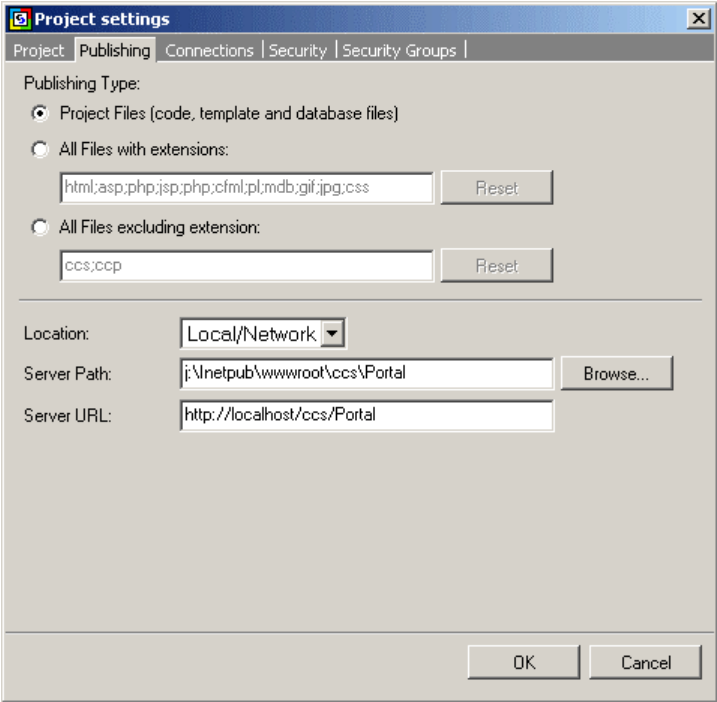 Project settings
Project Publishing Connections Security Security Groups
Publishing Type:
Project Files (code, template and database files)
All Files with extensions:
html;asp;php;jsp;php;cfml;pl;mdb;gif;jpg;css Reset
All Files excluding extension:
ccs;ccp Reset
Location: Local/Network
Server Path: j:\Inetpub\wwwroot\ccs\Portal Browse...
Server URL: http://localhost/ccs/Portal
OK Cancel